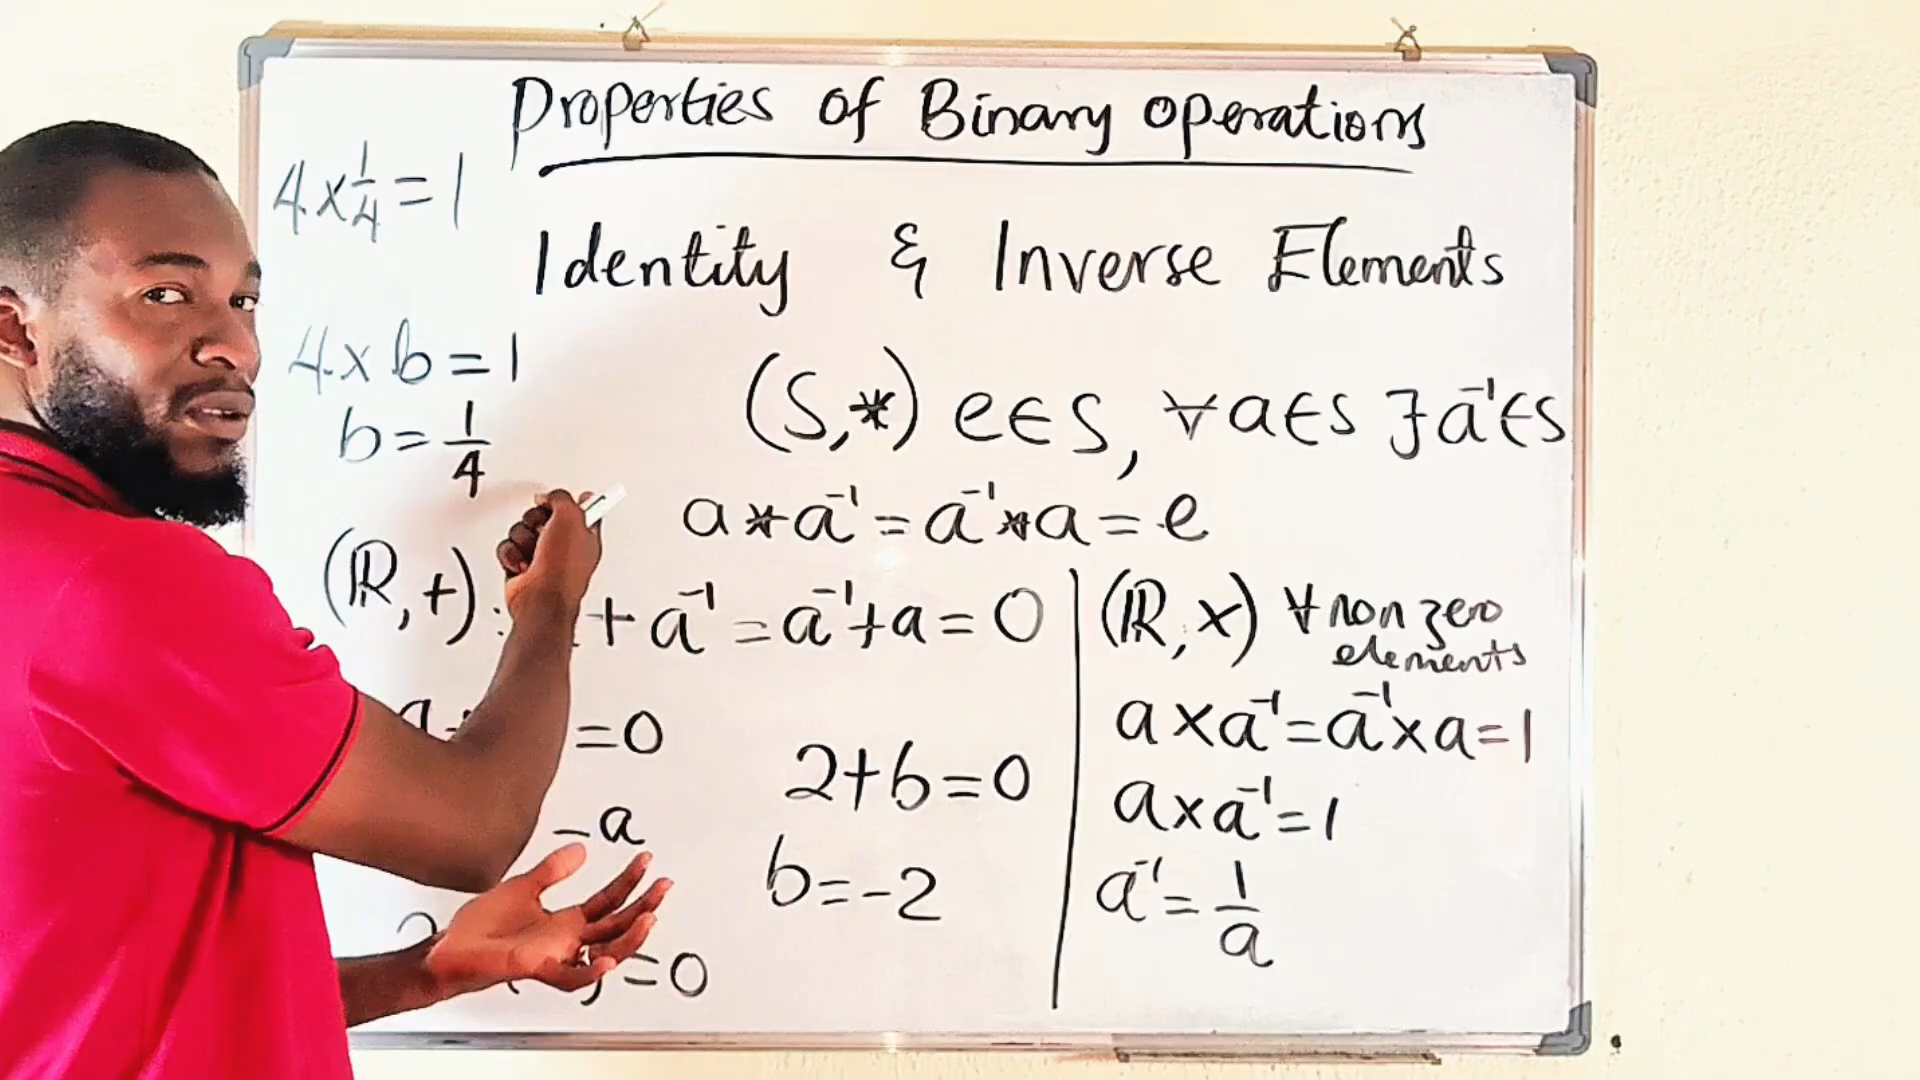 Properties of Binary Operations
Identity & Inverse Elements
4 × 1/4 = 1
4 × b = 1
b = 1/4
(S, *) e ∈ S, ∀ a ∈ S ∃ a⁻¹ ∈ S
a * a⁻¹ = a⁻¹ * a = e
(ℝ, +): + a⁻¹ = a⁻¹ + a = 0
a + = 0
- a
= 0
2 + b = 0
b = -2
(ℝ, ×) ∀ non zero
elements
a × a⁻¹ = a⁻¹ × a = 1
a × a⁻¹ = 1
a⁻¹ = 1/a